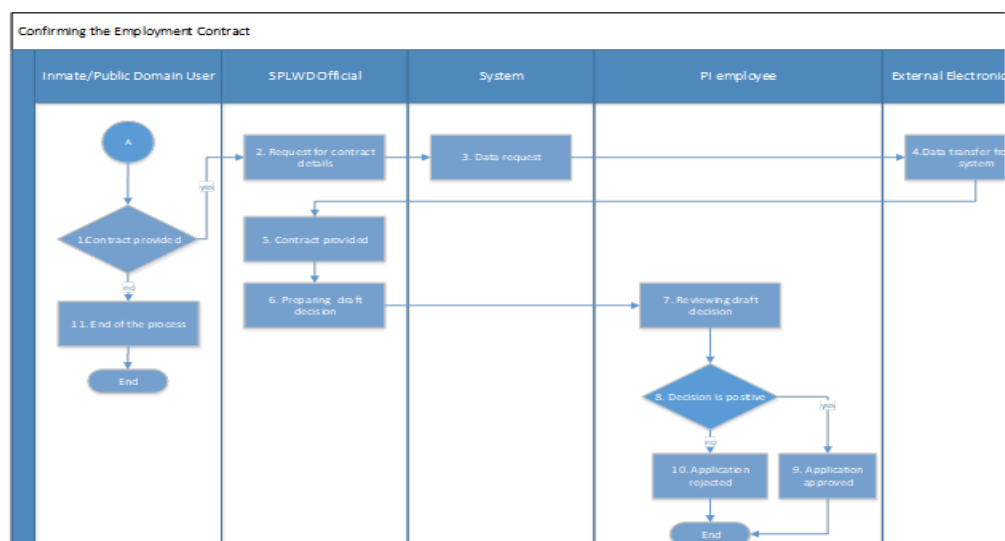 Confirming the Employment Contract
Inmate/Public Domain User
SPLWD Official
System
PI employee
External Electronic
A
2. Request for contract
details
3. Data request
4.Data transfer
system
yes
1.Contract provided
5. Contract provided
no
6. Preparing draft
decision
7. Reviewing draft
decision
11. End of the process
End
8. Decision is positive
yes
no
10. Application
rejected
9. Application
approved
End